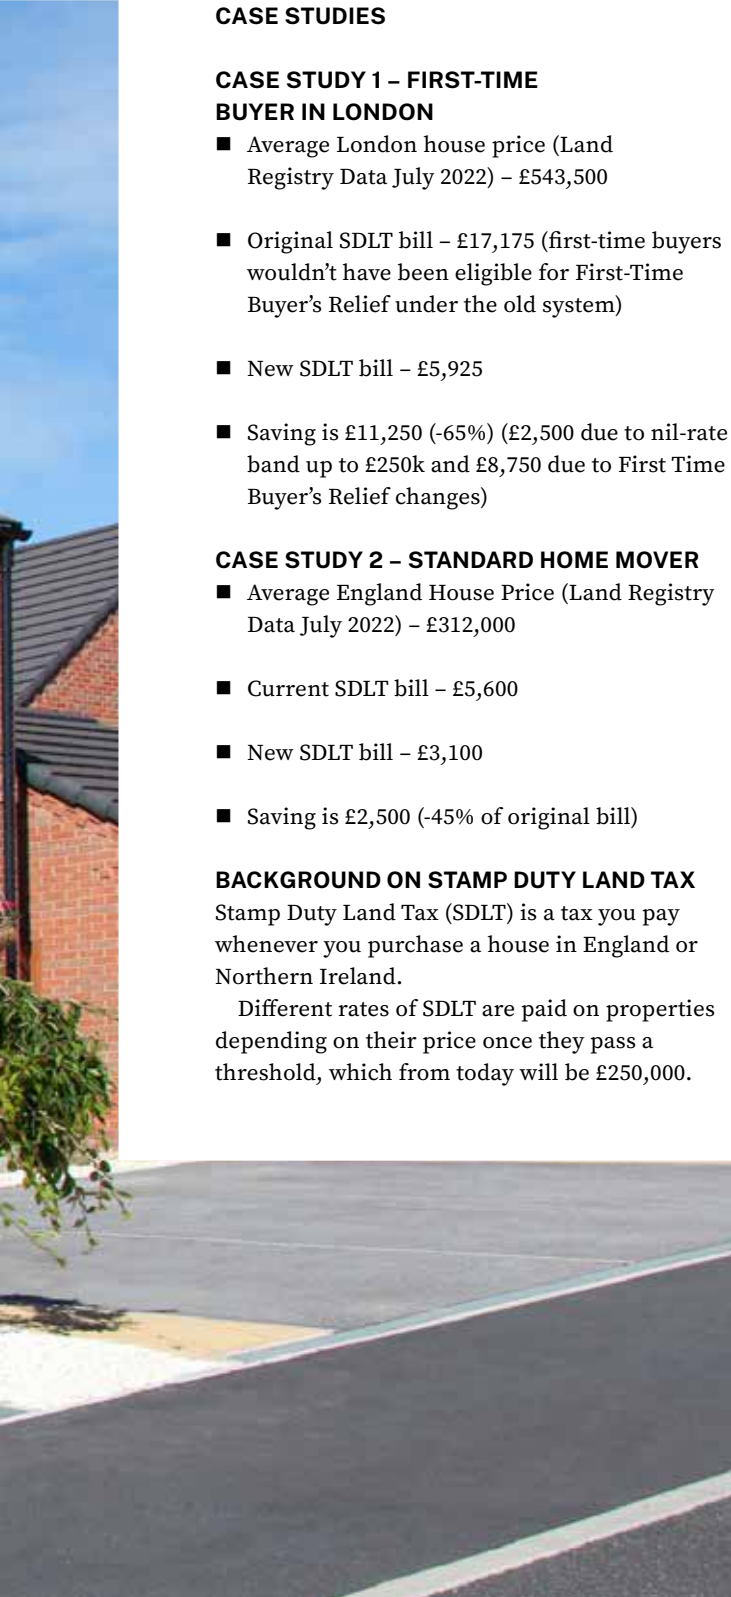 CASE STUDIES
CASE STUDY 1 – FIRST-TIME
BUYER IN LONDON
■ Average London house price (Land
Registry Data July 2022) – £543,500
■ Original SDLT bill – £17,175 (first-time buyers
wouldn’t have been eligible for First-Time
Buyer’s Relief under the old system)
■ New SDLT bill – £5,925
■ Saving is £11,250 (-65%) (£2,500 due to nil-rate
band up to £250k and £8,750 due to First Time
Buyer’s Relief changes)
CASE STUDY 2 – STANDARD HOME MOVER
■ Average England House Price (Land Registry
Data July 2022) – £312,000
■ Current SDLT bill – £5,600
■ New SDLT bill – £3,100
■ Saving is £2,500 (-45% of original bill)
BACKGROUND ON STAMP DUTY LAND TAX
Stamp Duty Land Tax (SDLT) is a tax you pay
whenever you purchase a house in England or
Northern Ireland.
Different rates of SDLT are paid on properties
depending on their price once they pass a
threshold, which from today will be £250,000.